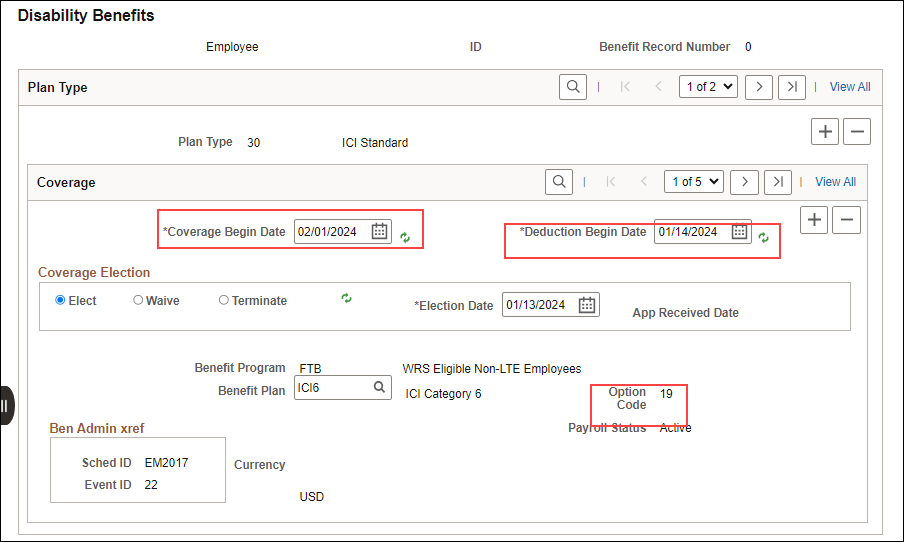 Disability Benefits
Employee ID Benefit Record Number 0
Plan Type 1 of 2 View All
Plan Type 30 ICI Standard
Coverage 1 of 5 View All
*Coverage Begin Date 02/01/2024 *Deduction Begin Date 01/14/2024
Coverage Election
Elect Waive Terminate *Election Date 01/13/2024 App Received Date
Benefit Program FTB WRS Eligible Non-LTE Employees
Benefit Plan ICI6 ICI Category 6 Option Code 19
Payroll Status Active
Ben Admin xref
Sched ID EM2017 Currency
Event ID 22
USD